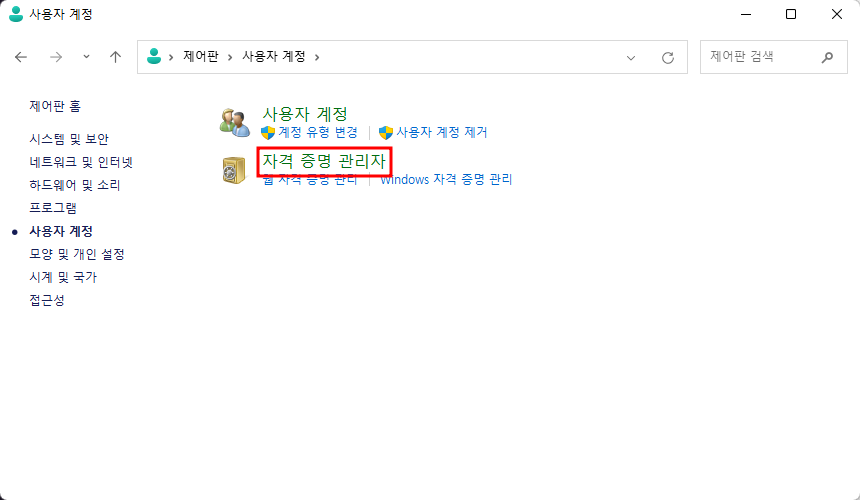 사용자 계정
제어판 > 사용자 계정 >
제어판 검색
제어판 홈
시스템 및 보안
네트워크 및 인터넷
하드웨어 및 소리
프로그램
사용자 계정
모양 및 개인 설정
시계 및 국가
접근성
사용자 계정
계정 유형 변경 | 사용자 계정 제거
자격 증명 관리자
웹 자격 증명 관리 | Windows 자격 증명 관리